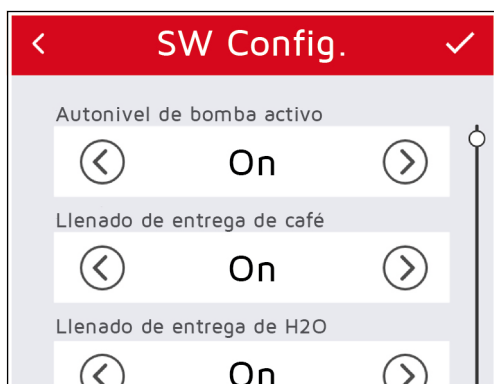 SW Config.
Autonivel de bomba activo
On
Llenado de entrega de café
On
Llenado de entrega de H2O
On